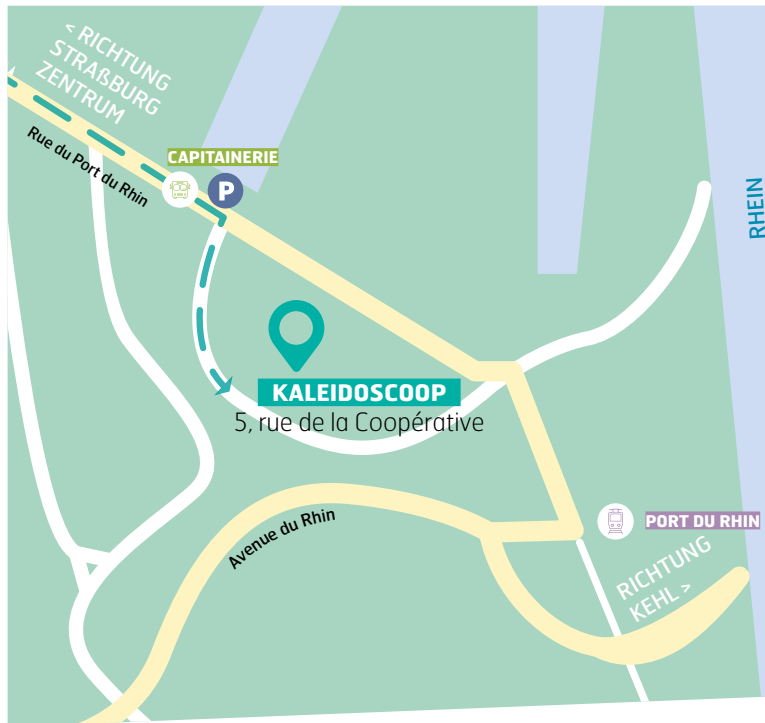 < RICHTUNG
STRAßBURG
ZENTRUM
Rue du Port du Rhin
CAPITAINERIE
P
RHEIN
KALEIDOSCOOP
5, rue de la Coopérative
Avenue du Rhin
PORT DU RHIN
RICHTUNG
KEHL >